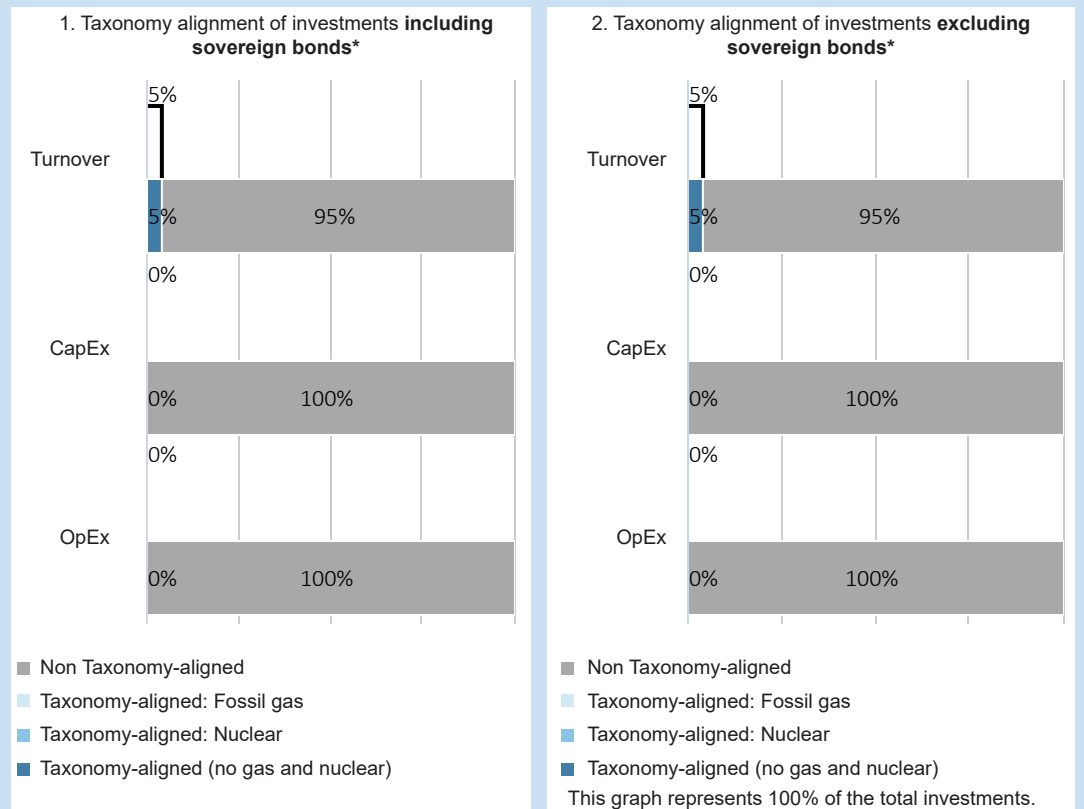 1. Taxonomy alignment of investments including
sovereign bonds*
5%
Turnover
5% 95%
0%
CapEx
0% 100%
0%
OpEx
0% 100%
Non Taxonomy-aligned
Taxonomy-aligned: Fossil gas
Taxonomy-aligned: Nuclear
Taxonomy-aligned (no gas and nuclear)
2. Taxonomy alignment of investments excluding
sovereign bonds*
5%
Turnover
5% 95%
0%
CapEx
0% 100%
0%
OpEx
0% 100%
Non Taxonomy-aligned
Taxonomy-aligned: Fossil gas
Taxonomy-aligned: Nuclear
Taxonomy-aligned (no gas and nuclear)
This graph represents 100% of the total investments.